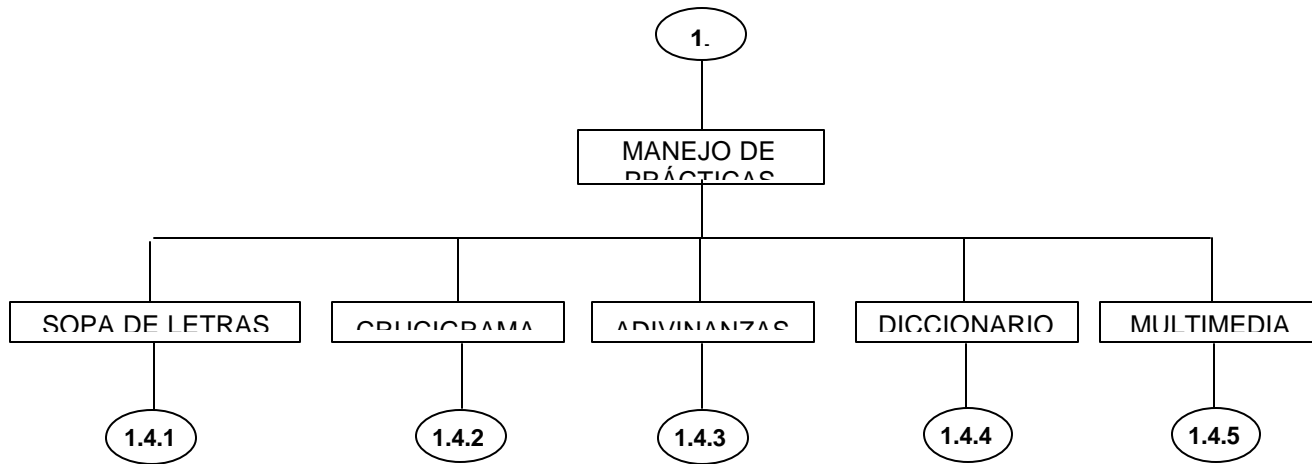 1.
MANEJO DE
PRÁCTICAS
SOPA DE LETRAS
CRUCIGRAMA
ADIVINANZAS
DICCIONARIO
MULTIMEDIA
1.4.1
1.4.2
1.4.3
1.4.4
1.4.5